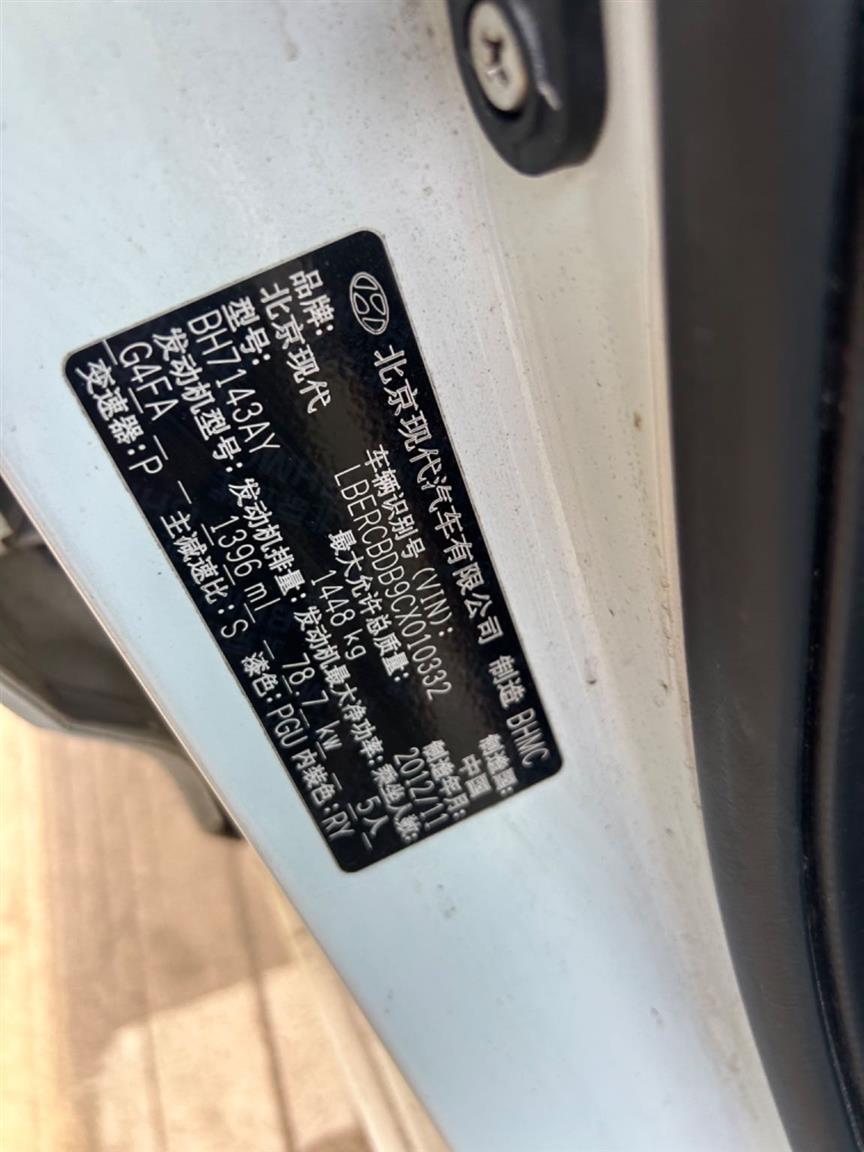 北京现代汽车有限公司 制造 BHMC
品牌: 车辆识别号 (VIN): 制造国:
北京现代 LBERCBDB9CX010332 中国
型号: 最大允许总质量: 制造年月:
BH7143AY 1448 kg 2012/11
发动机型号: 发动机排量: 发动机最大净功率: 乘坐人数:
G4FA 1396 ml 78.7 kw 5人
变速器:P 主减速比:S 漆色:PGU 内装色:RY